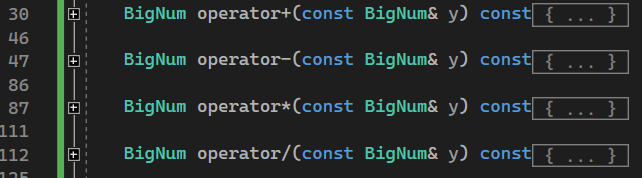 30 BigNum operator+(const BigNum& y) const{ ... }
46
47 BigNum operator-(const BigNum& y) const{ ... }
86
87 BigNum operator*(const BigNum& y) const{ ... }
111
112 BigNum operator/(const BigNum& y) const{ ... }
125